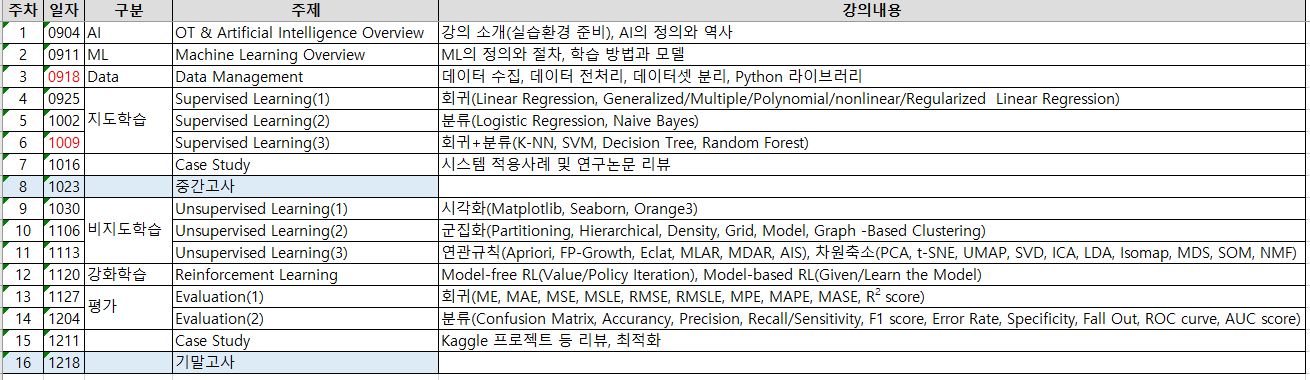 주차 일자 구분 주제 강의내용
1 0904 AI OT & Artificial Intelligence Overview 강의 소개(실습환경 준비), AI의 정의와 역사
2 0911 ML Machine Learning Overview ML의 정의와 절차, 학습 방법과 모델
3 0918 Data Data Management 데이터 수집, 데이터 전처리, 데이터셋 분리, Python 라이브러리
4 0925 Supervised Learning(1) 회귀(Linear Regression, Generalized/Multiple/Polynomial/nonlinear/Regularized Linear Regression)
5 1002 지도학습 Supervised Learning(2) 분류(Logistic Regression, Naive Bayes)
6 1009 Supervised Learning(3) 회귀+분류(K-NN, SVM, Decision Tree, Random Forest)
7 1016 Case Study 시스템 적용사례 및 연구논문 리뷰
8 1023 중간고사
9 1030 Unsupervised Learning(1) 시각화(Matplotlib, Seaborn, Orange3)
10 1106 비지도학습 Unsupervised Learning(2) 군집화(Partitioning, Hierarchical, Density, Grid, Model, Graph -Based Clustering)
11 1113 Unsupervised Learning(3) 연관규칙(Apriori, FP-Growth, Eclat, MLAR, MDAR, AIS), 차원축소(PCA, t-SNE, UMAP, SVD, ICA, LDA, Isomap, MDS, SOM, NMF)
12 1120 강화학습 Reinforcement Learning Model-free RL(Value/Policy Iteration), Model-based RL(Given/Learn the Model)
13 1127 평가 Evaluation(1) 회귀(ME, MAE, MSE, MSLE, RMSE, RMSLE, MPE, MAPE, MASE, R² score)
14 1204 Evaluation(2) 분류(Confusion Matrix, Accurancy, Precision, Recall/Sensitivity, F1 score, Error Rate, Specificity, Fall Out, ROC curve, AUC score)
15 1211 Case Study Kaggle 프로젝트 등 리뷰, 최적화
16 1218 기말고사